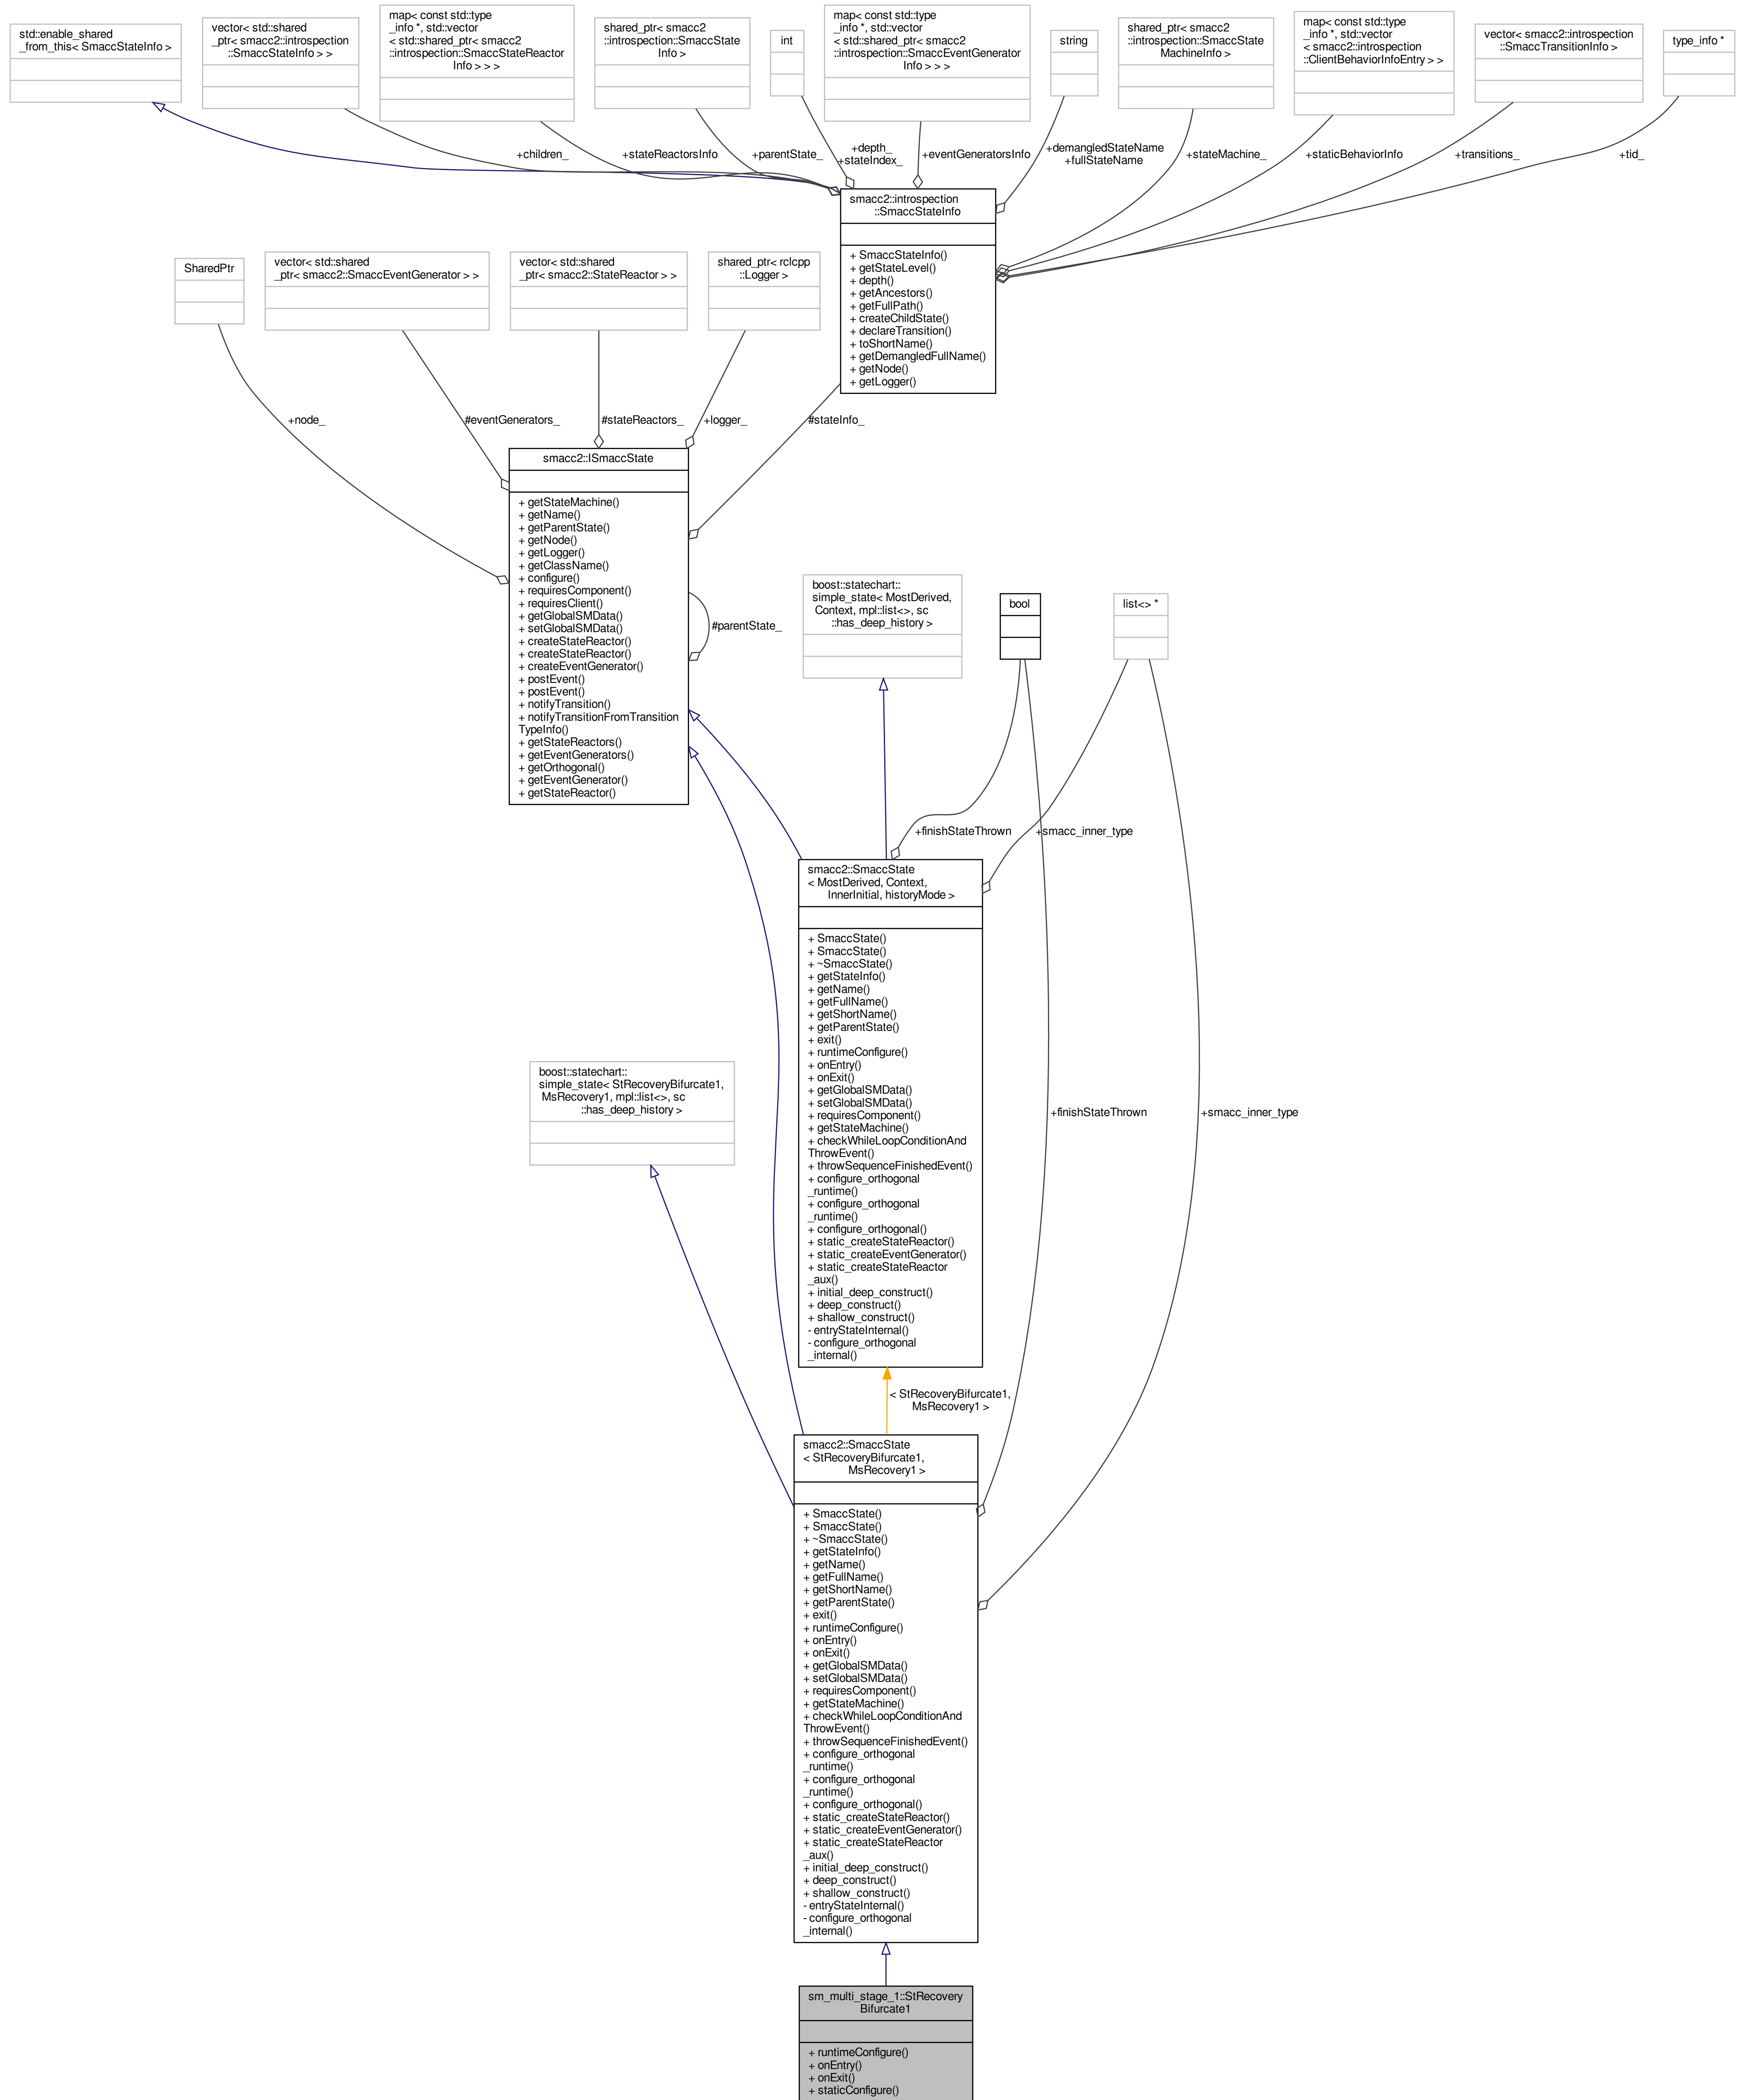 std::enable_shared
_from_this< SmaccStateInfo >
vector< std::shared
_ptr< smacc2::introspection
::SmaccStateInfo > >
map< const std::type
_info *, std::vector
< std::shared_ptr< smacc2
::introspection::SmaccStateReactor
Info > > >
shared_ptr< smacc2
::introspection::SmaccState
Info >
int
map< const std::type
_info *, std::vector
< std::shared_ptr< smacc2
::introspection::SmaccEventGenerator
Info > > >
string
shared_ptr< smacc2
::introspection::SmaccState
MachineInfo >
map< const std::type
_info *, std::vector
< smacc2::introspection
::ClientBehaviorInfoEntry > >
vector< smacc2::introspection
::SmaccTransitionInfo >
type_info *
+children_
+stateReactorsInfo
+parentState_
+depth_
+stateIndex_
+eventGeneratorsInfo
+demangledStateName
+fullStateName
+stateMachine_
+staticBehaviorInfo
+transitions_
+tid_
smacc2::introspection
::SmaccStateInfo
+ SmaccStateInfo()
+ getStateLevel()
+ depth()
+ getAncestors()
+ getFullPath()
+ createChildState()
+ declareTransition()
+ toShortName()
+ getDemangledFullName()
+ getNode()
+ getLogger()
SharedPtr
vector< std::shared
_ptr< smacc2::SmaccEventGenerator > >
vector< std::shared
_ptr< smacc2::StateReactor > >
shared_ptr< rclcpp
::Logger >
+node_
#eventGenerators_
#stateReactors_
+logger_
#stateInfo_
smacc2::ISmaccState
+ getStateMachine()
+ getName()
+ getParentState()
+ getNode()
+ getLogger()
+ getClassName()
+ configure()
+ requiresComponent()
+ requiresClient()
+ getGlobalSMData()
+ setGlobalSMData()
+ createStateReactor()
+ createStateReactor()
+ createEventGenerator()
+ postEvent()
+ postEvent()
+ notifyTransition()
+ notifyTransitionFromTransition
TypeInfo()
+ getStateReactors()
+ getEventGenerators()
+ getOrthogonal()
+ getEventGenerator()
+ getStateReactor()
#parentState_
boost::statechart::
simple_state< MostDerived,
Context, mpl::list<>, sc
::has_deep_history >
bool
list<> *
+finishStateThrown
+smacc_inner_type
smacc2::SmaccState
< MostDerived, Context,
InnerInitial, historyMode >
+ SmaccState()
+ SmaccState()
+ ~SmaccState()
+ getStateInfo()
+ getName()
+ getFullName()
+ getShortName()
+ getParentState()
+ exit()
+ runtimeConfigure()
+ onEntry()
+ onExit()
+ getGlobalSMData()
+ setGlobalSMData()
+ requiresComponent()
+ getStateMachine()
+ checkWhileLoopConditionAnd
ThrowEvent()
+ throwSequenceFinishedEvent()
+ configure_orthogonal
_runtime()
+ configure_orthogonal
_runtime()
+ configure_orthogonal()
+ static_createStateReactor()
+ static_createEventGenerator()
+ static_createStateReactor
_aux()
+ initial_deep_construct()
+ deep_construct()
+ shallow_construct()
- entryStateInternal()
- configure_orthogonal
_internal()
boost::statechart::
simple_state< StRecoveryBifurcate1,
MsRecovery1, mpl::list<>, sc
::has_deep_history >
+finishStateThrown
+smacc_inner_type
< StRecoveryBifurcate1,
MsRecovery1 >
smacc2::SmaccState
< StRecoveryBifurcate1,
MsRecovery1 >
+ SmaccState()
+ SmaccState()
+ ~SmaccState()
+ getStateInfo()
+ getName()
+ getFullName()
+ getShortName()
+ getParentState()
+ exit()
+ runtimeConfigure()
+ onEntry()
+ onExit()
+ getGlobalSMData()
+ setGlobalSMData()
+ requiresComponent()
+ getStateMachine()
+ checkWhileLoopConditionAnd
ThrowEvent()
+ throwSequenceFinishedEvent()
+ configure_orthogonal
_runtime()
+ configure_orthogonal
_runtime()
+ configure_orthogonal()
+ static_createStateReactor()
+ static_createEventGenerator()
+ static_createStateReactor
_aux()
+ initial_deep_construct()
+ deep_construct()
+ shallow_construct()
- entryStateInternal()
- configure_orthogonal
_internal()
sm_multi_stage_1::StRecovery
Bifurcate1
+ runtimeConfigure()
+ onEntry()
+ onExit()
+ staticConfigure()